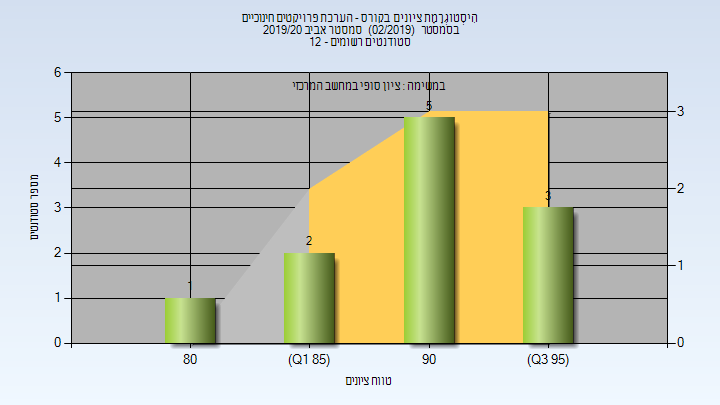 היסטוגרמת ציונים בקורס - הערכת פרויקטים חינוכיים
בסמסטר (02/2019) סמסטר אביב 2019/20
סטודנטים רשומים - 12
במשימה : ציון סופי במחשב המרכזי
6
5
4
3
2
1
0
3
2
1
0
1
2
5
3
80
(Q1 85)
90
(Q3 95)
מספר סטודנטים
טווח ציונים